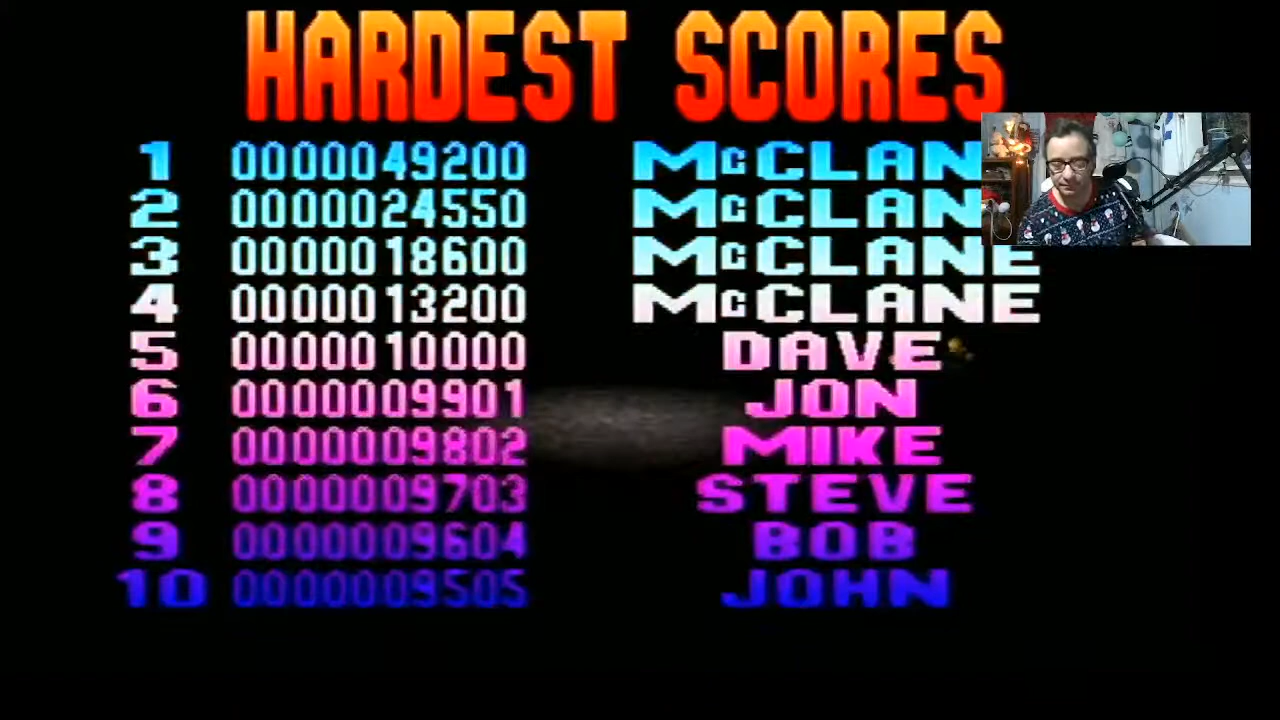 HARDEST SCORES
1 0000049200 McCLAN
2 0000024550 McCLAN
3 0000018600 McCLANE
4 0000013200 McCLANE
5 0000010000 DAVE
6 0000009901 JON
7 0000009802 MIKE
8 0000009703 STEVE
9 0000009604 BOB
10 0000009505 JOHN